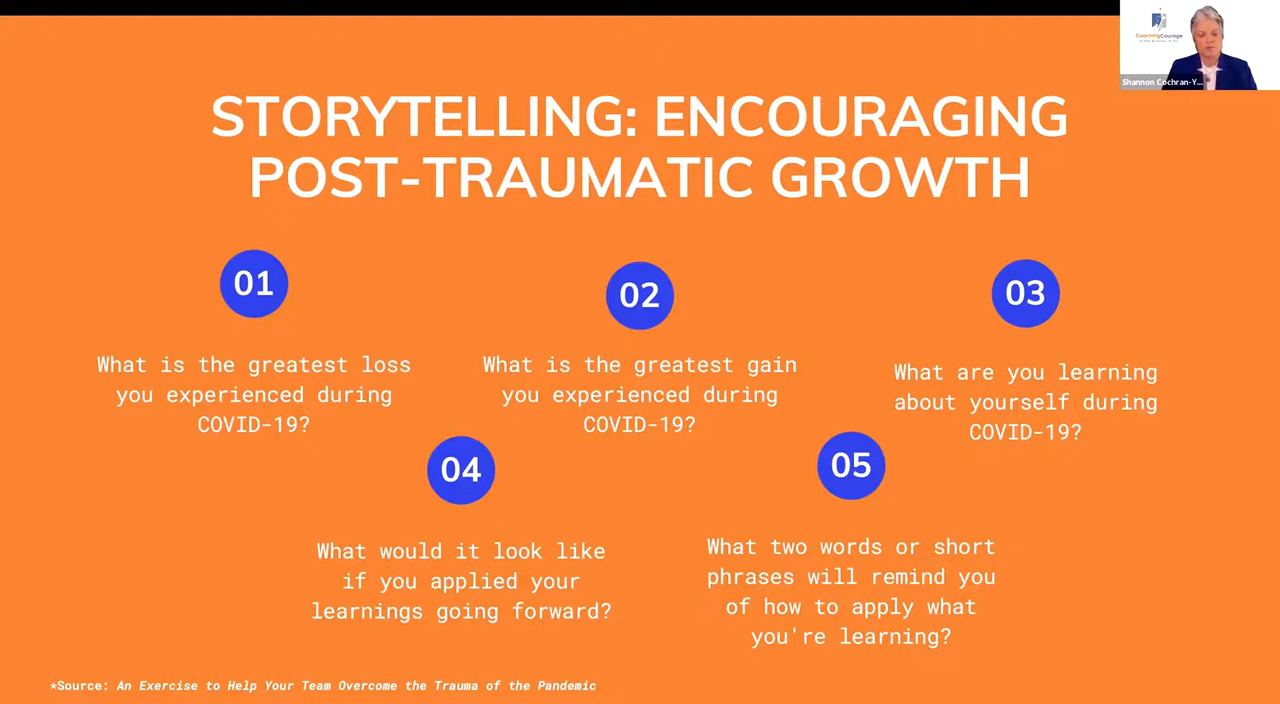 CoachingCourage
Shannon Cochran-Y...
STORYTELLING: ENCOURAGING
POST-TRAUMATIC GROWTH
01
What is the greatest loss
you experienced during
COVID-19?
02
What is the greatest gain
you experienced during
COVID-19?
03
What are you learning
about yourself during
COVID-19?
04
What would it look like
if you applied your
learnings going forward?
05
What two words or short
phrases will remind you
of how to apply what
you're learning?
*Source: An Exercise to Help Your Team Overcome the Trauma of the Pandemic